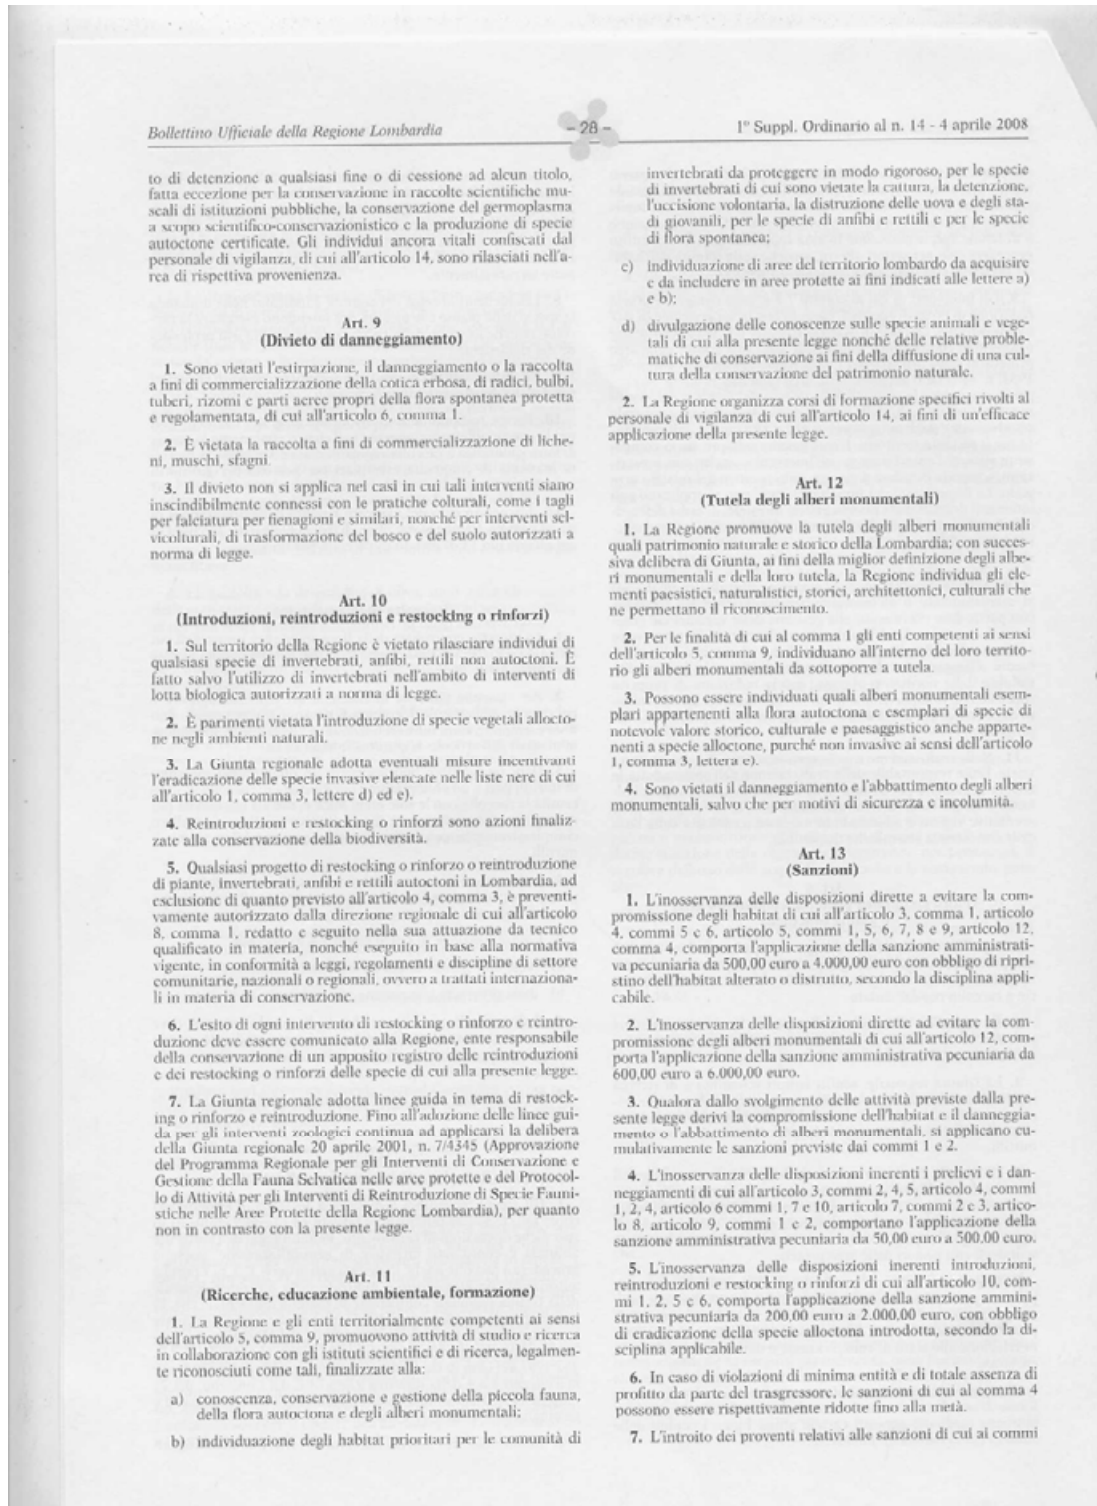 Bollettino Ufficiale della Regione Lombardia
– 28 –
1º Suppl. Ordinario al n. 14 - 4 aprile 2008
to di detenzione a qualsiasi fine o di cessione ad alcun titolo,
fatta eccezione per la conservazione in raccolte scientifiche mu-
seali di istituzioni pubbliche, la conservazione del germoplasma
a scopo scientifico-conservazionistico e la produzione di specie
autoctone certificate. Gli individui ancora vitali confiscati dal
personale di vigilanza, di cui all'articolo 14, sono rilasciati nell'a-
rea di rispettiva provenienza.
Art. 9
(Divieto di danneggiamento)
1. Sono vietati l'estirpazione, il danneggiamento o la raccolta
a fini di commercializzazione della cotica erbosa, di radici, bulbi,
tuberi, rizomi e parti aeree propri della flora spontanea protetta
e regolamentata, di cui all'articolo 6, comma 1.
2. È vietata la raccolta a fini di commercializzazione di liche-
ni, muschi, sfagni.
3. Il divieto non si applica nei casi in cui tali interventi siano
inscindibilmente connessi con le pratiche colturali, come i tagli
per falciatura per fienagioni e similari, nonché per interventi sel-
vicolturali, di trasformazione del bosco e del suolo autorizzati a
norma di legge.
Art. 10
(Introduzioni, reintroduzioni e restocking o rinforzi)
1. Sul territorio della Regione è vietato rilasciare individui di
qualsiasi specie di invertebrati, anfibi, rettili non autoctoni. È
fatto salvo l'utilizzo di invertebrati nell'ambito di interventi di
lotta biologica autorizzati a norma di legge.
2. È parimenti vietata l'introduzione di specie vegetali allocto-
ne negli ambienti naturali.
3. La Giunta regionale adotta eventuali misure incentivanti
l'eradicazione delle specie invasive elencate nelle liste nere di cui
all'articolo 1, comma 3, lettere d) ed e).
4. Reintroduzioni e restocking o rinforzi sono azioni finaliz-
zate alla conservazione della biodiversità.
5. Qualsiasi progetto di restocking o rinforzo o reintroduzione
di piante, invertebrati, anfibi e rettili autoctoni in Lombardia, ad
esclusione di quanto previsto all'articolo 4, comma 3, è preventi-
vamente autorizzato dalla direzione regionale di cui all'articolo
8, comma 1, redatto e seguito nella sua attuazione da tecnico
qualificato in materia, nonché eseguito in base alla normativa
vigente, in conformità a leggi, regolamenti e discipline di settore
comunitarie, nazionali o regionali, ovvero a trattati internaziona-
li in materia di conservazione.
6. L'esito di ogni intervento di restocking o rinforzo e reintro-
duzione deve essere comunicato alla Regione, ente responsabile
della conservazione di un apposito registro delle reintroduzioni
e dei restocking o rinforzi delle specie di cui alla presente legge.
7. La Giunta regionale adotta linee guida in tema di restock-
ing o rinforzo e reintroduzione. Fino all'adozione delle linee gui-
da per gli interventi zoologici continua ad applicarsi la delibera
della Giunta regionale 20 aprile 2001, n. 7/4345 (Approvazione
del Programma Regionale per gli Interventi di Conservazione e
Gestione della Fauna Selvatica nelle aree protette e del Protocol-
lo di Attività per gli Interventi di Reintroduzione di Specie Fauni-
stiche nelle Aree Protette della Regione Lombardia), per quanto
non in contrasto con la presente legge.
Art. 11
(Ricerche, educazione ambientale, formazione)
1. La Regione e gli enti territorialmente competenti ai sensi
dell'articolo 5, comma 9, promuovono attività di studio e ricerca
in collaborazione con gli istituti scientifici e di ricerca, legalmen-
te riconosciuti come tali, finalizzate alla:
a) conoscenza, conservazione e gestione della piccola fauna,
della flora autoctona e degli alberi monumentali;
b) individuazione degli habitat prioritari per le comunità di
invertebrati da proteggere in modo rigoroso, per le specie
di invertebrati di cui sono vietate la cattura, la detenzione,
l'uccisione volontaria, la distruzione delle uova e degli sta-
di giovanili, per le specie di anfibi e rettili e per le specie
di flora spontanea;
c) individuazione di aree del territorio lombardo da acquisire
e da includere in aree protette ai fini indicati alle lettere a)
e b);
d) divulgazione delle conoscenze sulle specie animali e vege-
tali di cui alla presente legge nonché delle relative proble-
matiche di conservazione ai fini della diffusione di una cul-
tura della conservazione del patrimonio naturale.
2. La Regione organizza corsi di formazione specifici rivolti al
personale di vigilanza di cui all'articolo 14, ai fini di un'efficace
applicazione della presente legge.
Art. 12
(Tutela degli alberi monumentali)
1. La Regione promuove la tutela degli alberi monumentali
quali patrimonio naturale e storico della Lombardia; con succes-
siva delibera di Giunta, ai fini della miglior definizione degli albe-
ri monumentali e della loro tutela, la Regione individua gli ele-
menti paesistici, naturalistici, storici, architettonici, culturali che
ne permettano il riconoscimento.
2. Per le finalità di cui al comma 1 gli enti competenti ai sensi
dell'articolo 5, comma 9, individuano all'interno del loro territo-
rio gli alberi monumentali da sottoporre a tutela.
3. Possono essere individuati quali alberi monumentali esem-
plari appartenenti alla flora autoctona e esemplari di specie di
notevole valore storico, culturale e paesaggistico anche apparte-
nenti a specie alloctone, purché non invasive ai sensi dell'articolo
1, comma 3, lettera e).
4. Sono vietati il danneggiamento e l'abbattimento degli alberi
monumentali, salvo che per motivi di sicurezza e incolumità.
Art. 13
(Sanzioni)
1. L'inosservanza delle disposizioni dirette a evitare la com-
promissione degli habitat di cui all'articolo 3, comma 1, articolo
4, commi 5 e 6, articolo 5, commi 1, 5, 6, 7, 8 e 9, articolo 12,
comma 4, comporta l'applicazione della sanzione amministrati-
va pecuniaria da 500,00 euro a 4.000,00 euro con obbligo di ripri-
stino dell'habitat alterato o distrutto, secondo la disciplina appli-
cabile.
2. L'inosservanza delle disposizioni dirette ad evitare la com-
promissione degli alberi monumentali di cui all'articolo 12, com-
porta l'applicazione della sanzione amministrativa pecuniaria da
600,00 euro a 6.000,00 euro.
3. Qualora dallo svolgimento delle attività previste dalla pre-
sente legge derivi la compromissione dell'habitat e il danneggia-
mento o l'abbattimento di alberi monumentali, si applicano cu-
mulativamente le sanzioni previste dai commi 1 e 2.
4. L'inosservanza delle disposizioni inerenti i prelievi e i dan-
neggiamenti di cui all'articolo 3, commi 2, 4, 5, articolo 4, commi
1, 2, 4, articolo 6 commi 1, 7 e 10, articolo 7, commi 2 e 3, artico-
lo 8, articolo 9, commi 1 e 2, comportano l'applicazione della
sanzione amministrativa pecuniaria da 50,00 euro a 500,00 euro.
5. L'inosservanza delle disposizioni inerenti introduzioni,
reintroduzioni e restocking o rinforzi di cui all'articolo 10, com-
mi 1, 2, 5 e 6, comporta l'applicazione della sanzione ammini-
strativa pecuniaria da 200,00 euro a 2.000,00 euro, con obbligo
di eradicazione della specie alloctona introdotta, secondo la di-
sciplina applicabile.
6. In caso di violazioni di minima entità e di totale assenza di
profitto da parte del trasgressore, le sanzioni di cui al comma 4
possono essere rispettivamente ridotte fino alla metà.
7. L'introito dei proventi relativi alle sanzioni di cui ai commi